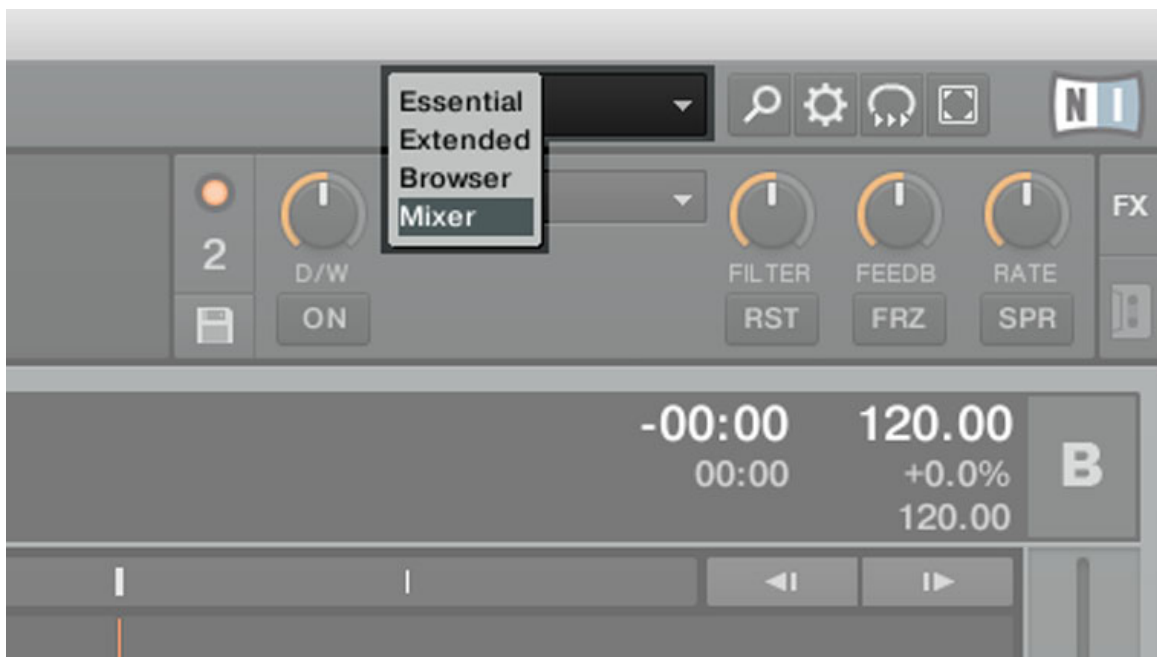 Essential
Extended
Browser
Mixer
N I
2
D/W
FILTER
FEEDB
RATE
FX
ON
RST
FRZ
SPR
-00:00 120.00
00:00 +0.0%
120.00
B